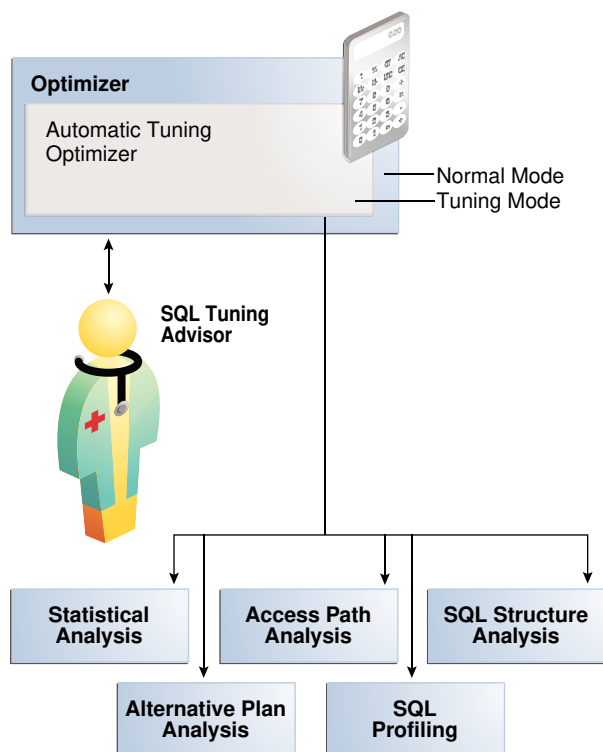 Optimizer
Automatic Tuning
Optimizer
Normal Mode
Tuning Mode
SQL Tuning
Advisor
Statistical
Analysis
Access Path
Analysis
SQL Structure
Analysis
Alternative Plan
Analysis
SQL
Profiling